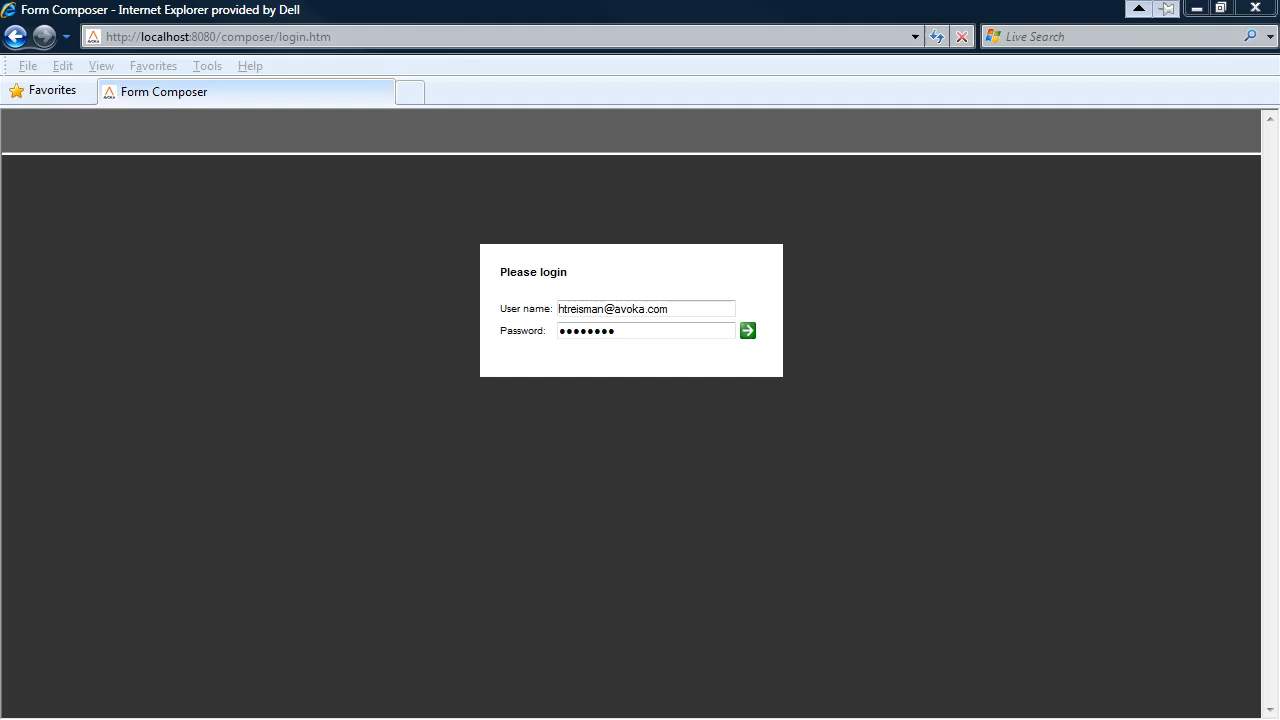 Form Composer - Internet Explorer provided by Dell
http://localhost:8080/composer/login.htm
Live Search
File Edit View Favorites Tools Help
Favorites
Form Composer
Please login
User name: htreisman@avoka.com
Password: ●●●●●●●●